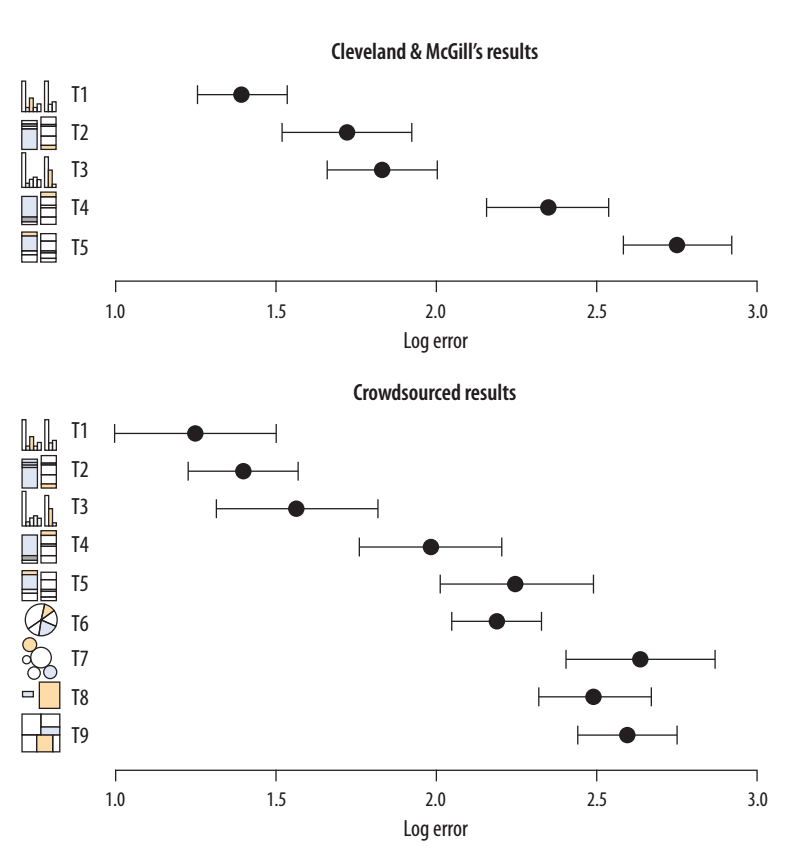 Cleveland & McGill's results
T1
T2
T3
T4
T5
1.0 1.5 2.0 2.5 3.0
Log error
Crowdsourced results
T1
T2
T3
T4
T5
T6
T7
T8
T9
1.0 1.5 2.0 2.5 3.0
Log error